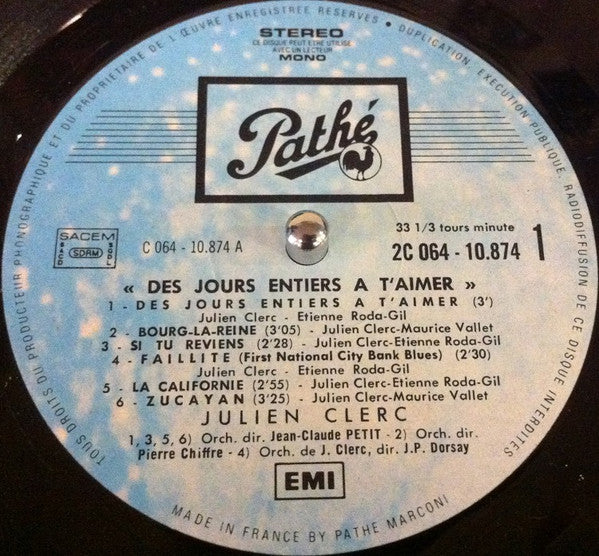 TOUS DROITS DU PRODUCTEUR PHONOGRAPHIQUE ET DU PROPRIETAIRE DE L'ŒUVRE ENREGISTREE RESERVES • DUPLICATION, EXECUTION PUBLIQUE, RADIODIFFUSION DE CE DISQUE INTERDITES
STEREO
CE DISQUE PEUT ETRE UTILISE
AVEC UN LECTEUR
MONO
Pathé
SACEM
SACD SDRM SGDL
C 064 - 10.874 A
33 1/3 tours minute
2C 064 - 10.874 1
« DES JOURS ENTIERS A T'AIMER »
1 - DES JOURS ENTIERS A T'AIMER (3')
Julien Clerc - Etienne Roda-Gil
2 - BOURG-LA-REINE (3'05) - Julien Clerc-Maurice Vallet
3 - SI TU REVIENS (2'28) - Julien Clerc-Etienne Roda-Gil
4 - FAILLITE (First National City Bank Blues) (2'30)
Julien Clerc - Etienne Roda-Gil
5 - LA CALIFORNIE (2'55) - Julien Clerc-Etienne Roda-Gil
6 - ZUCAYAN (3'25) - Julien Clerc-Maurice Vallet
JULIEN CLERC
1, 3, 5, 6) Orch. dir. Jean-Claude PETIT - 2) Orch. dir.
Pierre Chiffre - 4) Orch. de J. Clerc, dir. J.P. Dorsay
EMI
MADE IN FRANCE BY PATHE MARCONI